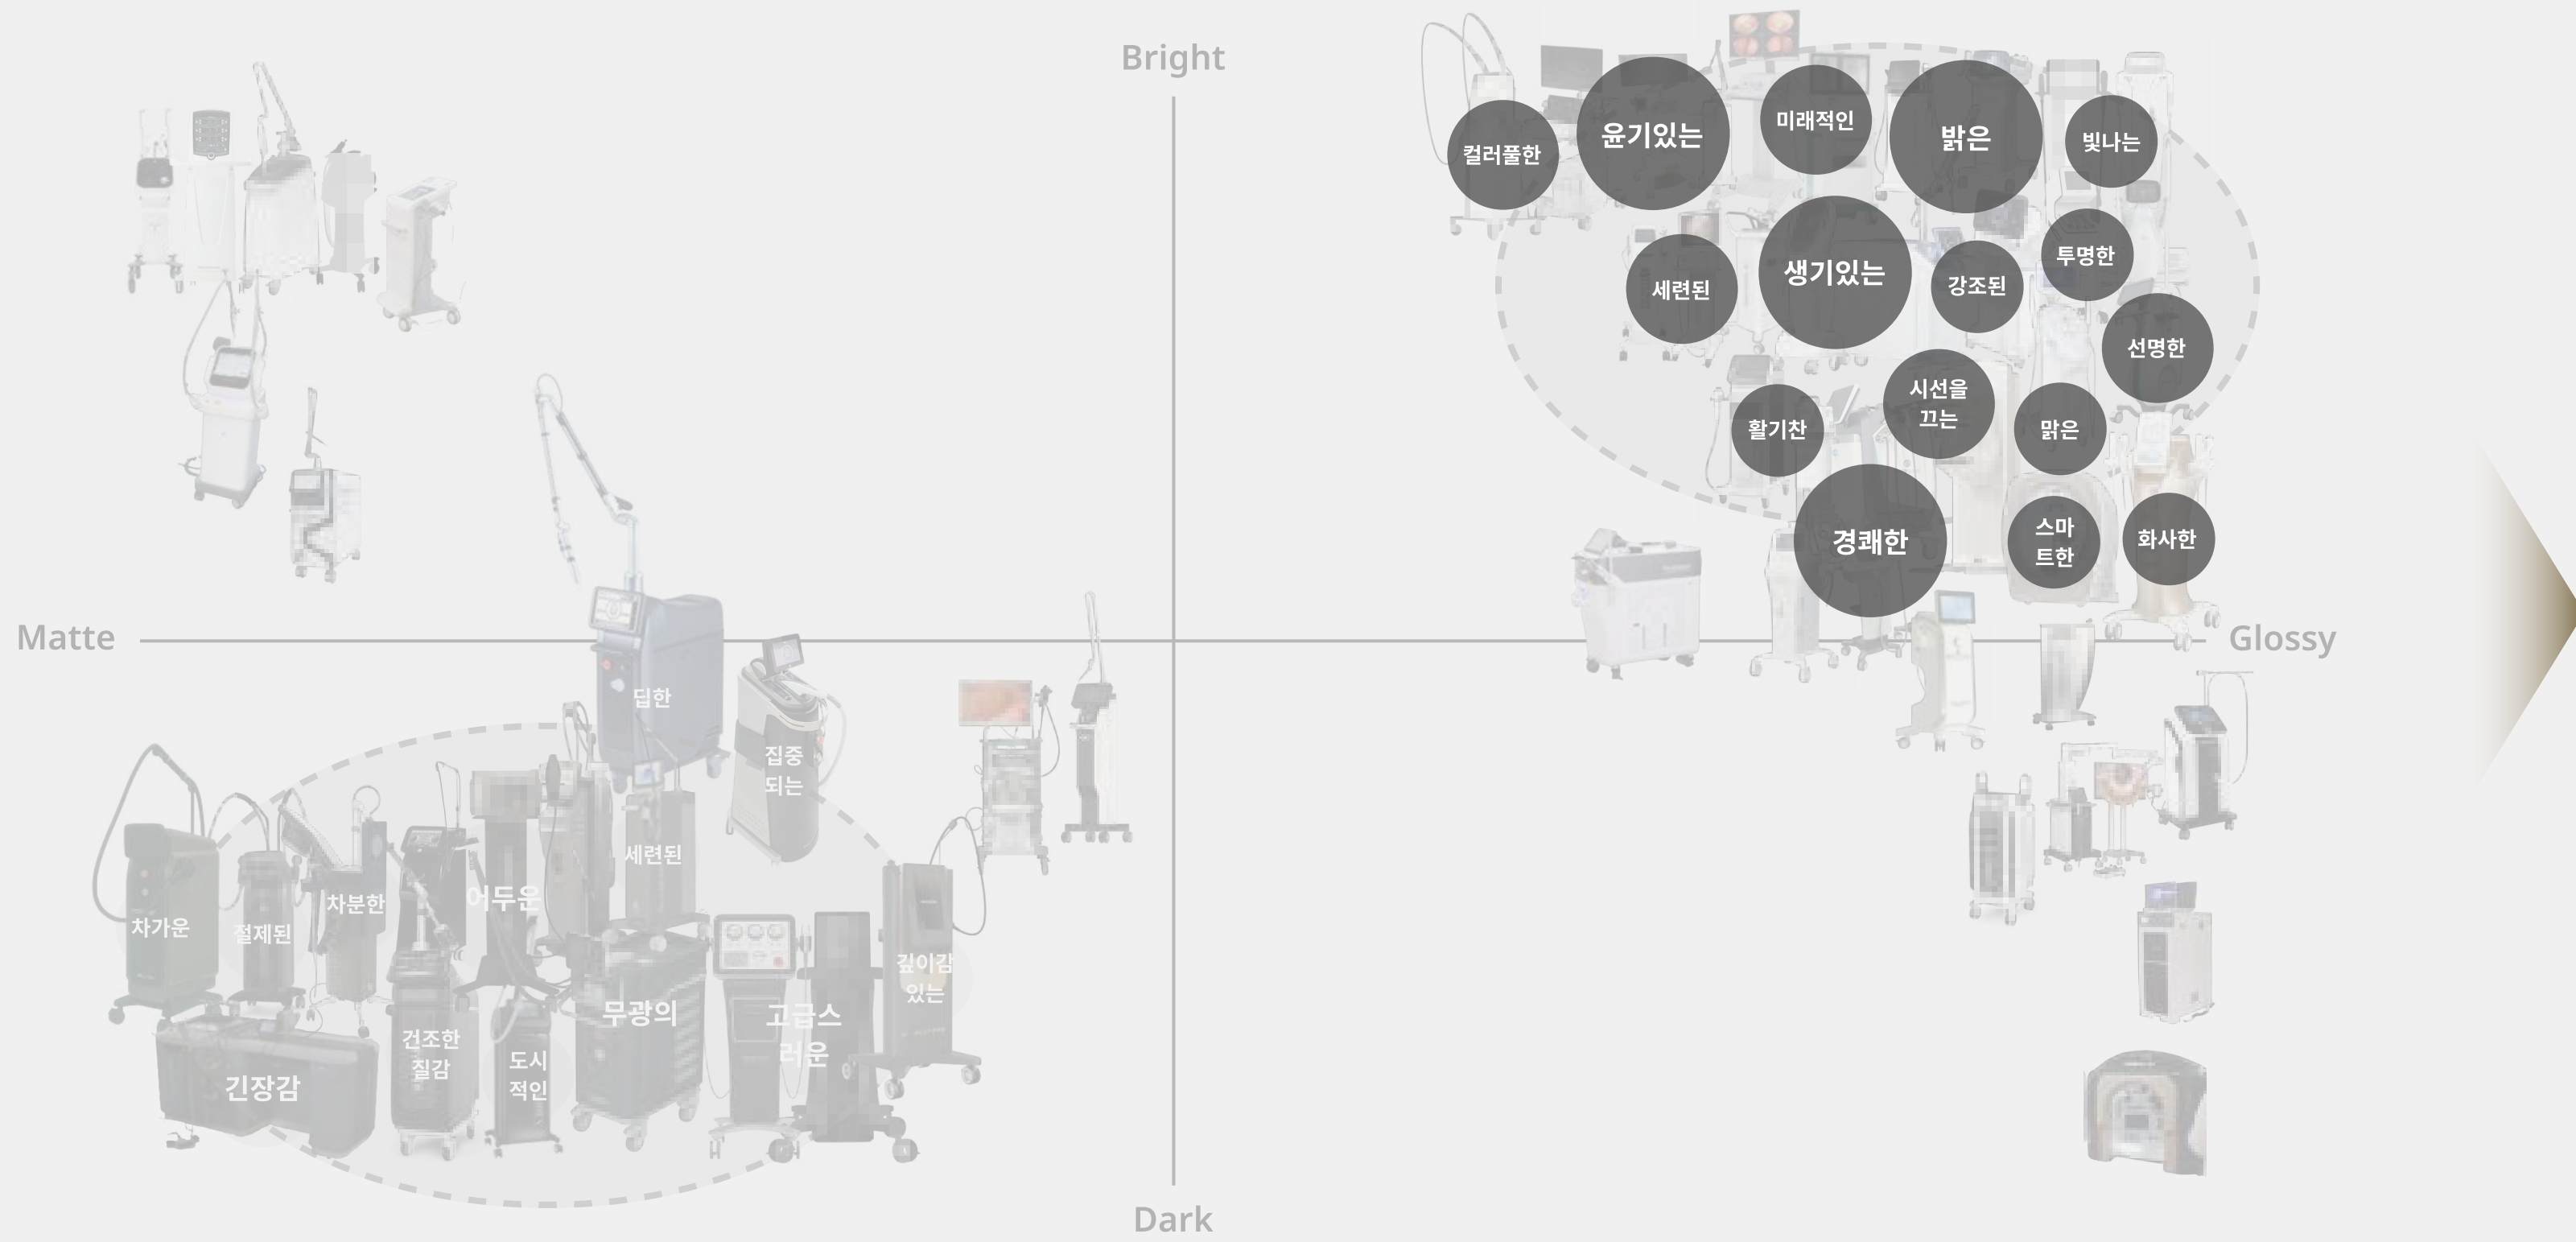 Bright
컬러풀한
윤기있는
미래적인
밝은
빛나는
세련된
생기있는
강조된
투명한
선명한
활기찬
시선을
끄는
맑은
경쾌한
스마
트한
화사한
Matte
Glossy
딥한
집중
되는
세련된
차가운
절제된
차분한
어두운
깊이감
있는
긴장감
건조한
질감
도시
적인
무광의
고급스
러운
Dark